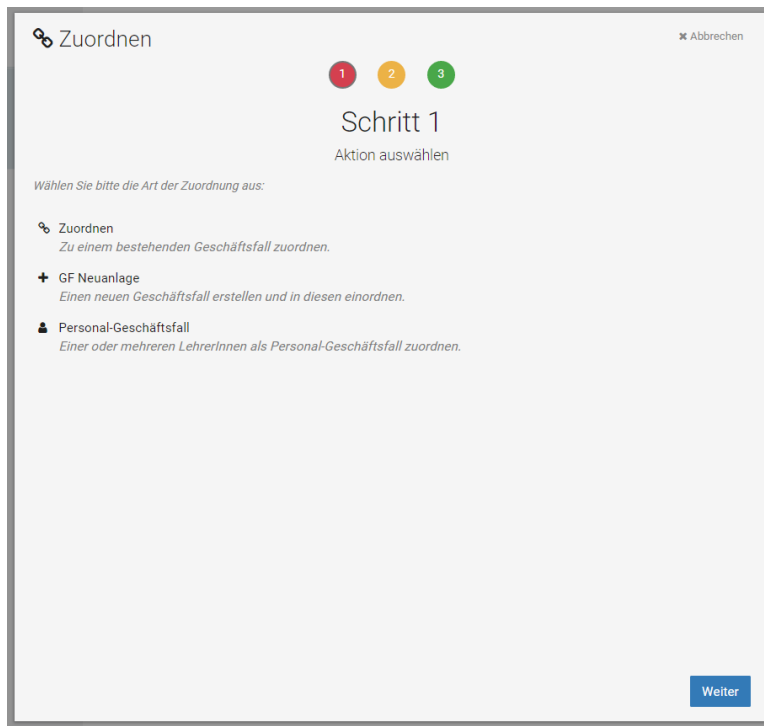 Zuordnen
✖ Abbrechen
1 2 3
Schritt 1
Aktion auswählen
Wählen Sie bitte die Art der Zuordnung aus:
Zuordnen
Zu einem bestehenden Geschäftsfall zuordnen.
GF Neuanlage
Einen neuen Geschäftsfall erstellen und in diesen einordnen.
Personal-Geschäftsfall
Einer oder mehreren LehrerInnen als Personal-Geschäftsfall zuordnen.
Weiter